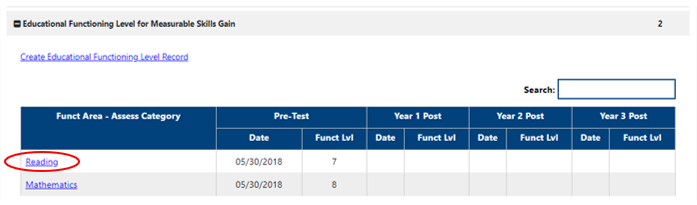 Educational Functioning Level for Measurable Skills Gain 2
Create Educational Functioning Level Record
Search:
Funct Area - Assess Category Pre-Test Year 1 Post Year 2 Post Year 3 Post
Date Funct Lvl Date Funct Lvl Date Funct Lvl Date Funct Lvl
Reading 05/30/2018 7
Mathematics 05/30/2018 8